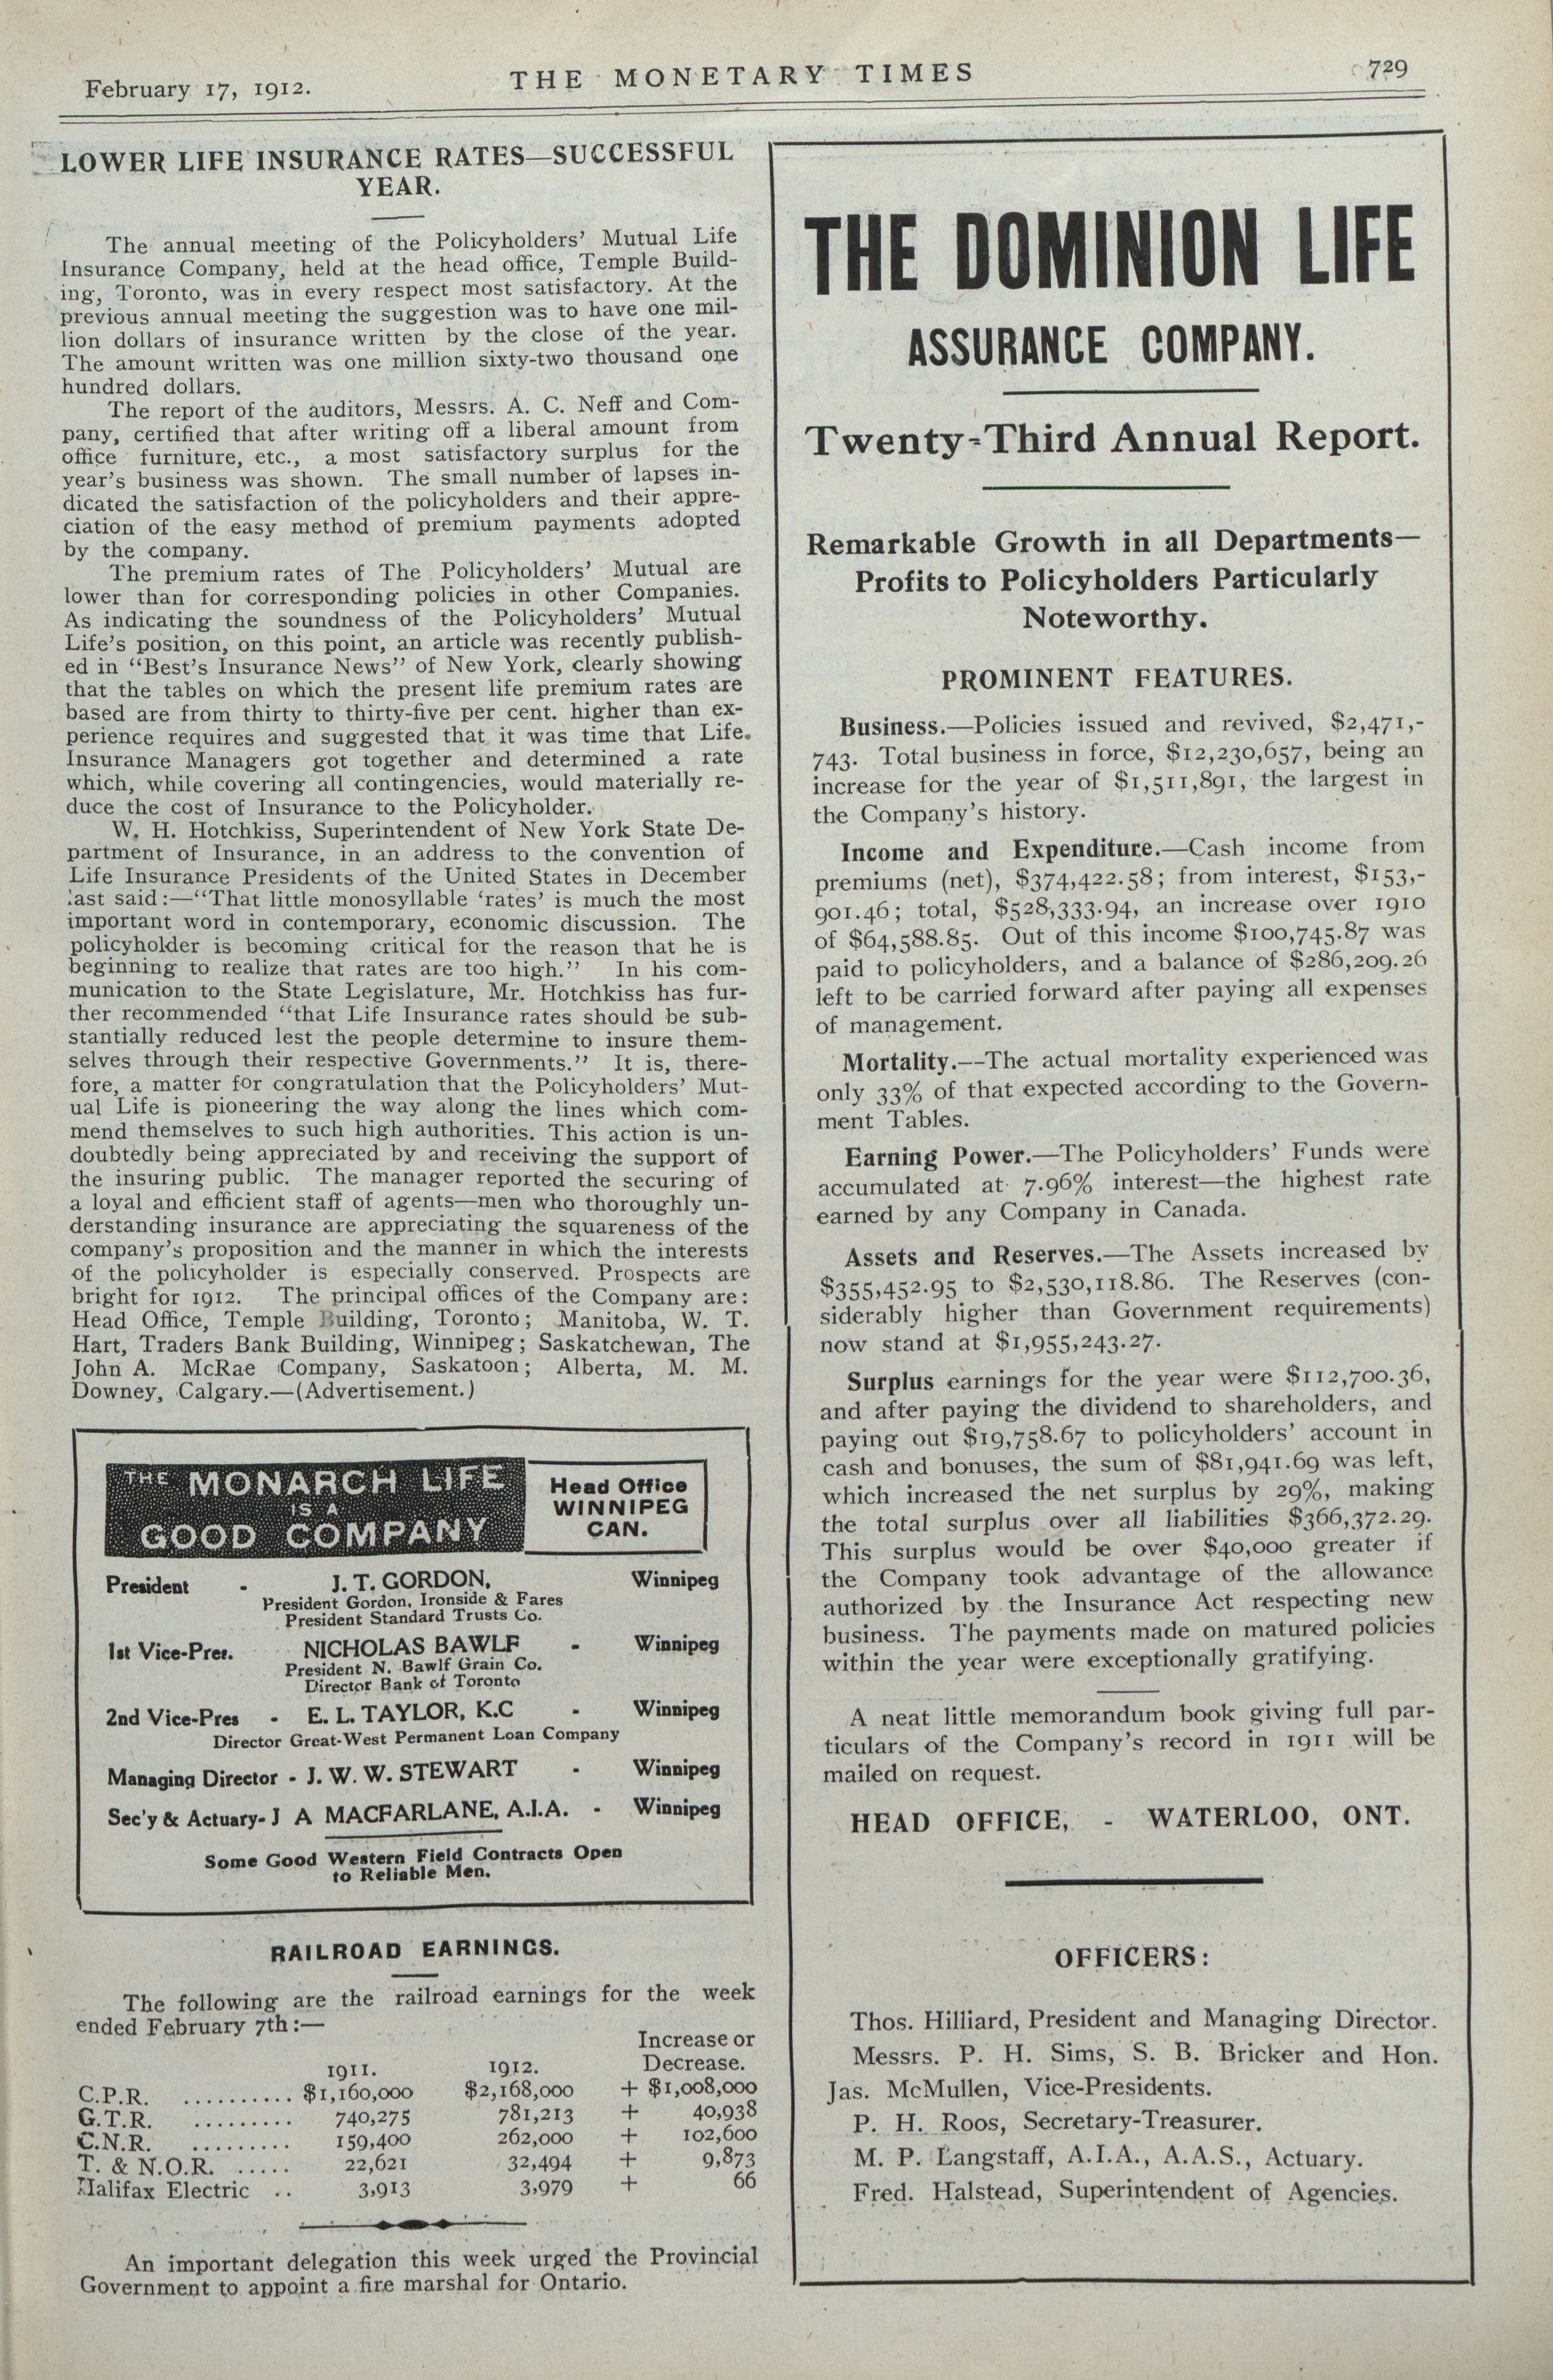 February 17, 1912.
THE MONETARY TIMES
729
LOWER LIFE INSURANCE RATES—SUCCESSFUL
YEAR.
The annual meeting of the Policyholders' Mutual Life
Insurance Company, held at the head office, Temple Build-
ing, Toronto, was in every respect most satisfactory. At the
previous annual meeting the suggestion was to have one mil-
lion dollars of insurance written by the close of the year.
The amount written was one million sixty-two thousand one
hundred dollars.
The report of the auditors, Messrs. A. C. Neff and Com-
pany, certified that after writing off a liberal amount from
office furniture, etc., a most satisfactory surplus for the
year's business was shown. The small number of lapses in-
dicated the satisfaction of the policyholders and their appre-
ciation of the easy method of premium payments adopted
by the company.
The premium rates of The Policyholders' Mutual are
lower than for corresponding policies in other Companies.
As indicating the soundness of the Policyholders' Mutual
Life's position, on this point, an article was recently publish-
ed in "Best's Insurance News" of New York, clearly showing
that the tables on which the present life premium rates are
based are from thirty to thirty-five per cent. higher than ex-
perience requires and suggested that it was time that Life.
Insurance Managers got together and determined a rate
which, while covering all contingencies, would materially re-
duce the cost of Insurance to the Policyholder.
W. H. Hotchkiss, Superintendent of New York State De-
partment of Insurance, in an address to the convention of
Life Insurance Presidents of the United States in December
last said:—"That little monosyllable 'rates' is much the most
important word in contemporary, economic discussion. The
policyholder is becoming critical for the reason that he is
beginning to realize that rates are too high." In his com-
munication to the State Legislature, Mr. Hotchkiss has fur-
ther recommended "that Life Insurance rates should be sub-
stantially reduced lest the people determine to insure them-
selves through their respective Governments." It is, there-
fore, a matter for congratulation that the Policyholders' Mut-
ual Life is pioneering the way along the lines which com-
mend themselves to such high authorities. This action is un-
doubtedly being appreciated by and receiving the support of
the insuring public. The manager reported the securing of
a loyal and efficient staff of agents—men who thoroughly un-
derstanding insurance are appreciating the squareness of the
company's proposition and the manner in which the interests
of the policyholder is especially conserved. Prospects are
bright for 1912. The principal offices of the Company are:
Head Office, Temple Building, Toronto; Manitoba, W. T.
Hart, Traders Bank Building, Winnipeg; Saskatchewan, The
John A. McRae Company, Saskatoon; Alberta, M. M.
Downey, Calgary.—(Advertisement.)
THE MONARCH LIFE
IS A
GOOD COMPANY
Head Office
WINNIPEG
CAN.
President - J. T. GORDON, Winnipeg
President Gordon, Ironside & Fares
President Standard Trusts Co.
1st Vice-Pres. NICHOLAS BAWLF - Winnipeg
President N. Bawlf Grain Co.
Director Bank of Toronto
2nd Vice-Pres - E. L. TAYLOR, K.C - Winnipeg
Director Great-West Permanent Loan Company
Managing Director - J. W. W. STEWART - Winnipeg
Sec'y & Actuary- J A MACFARLANE, A.I.A. - Winnipeg
Some Good Western Field Contracts Open
to Reliable Men.
RAILROAD EARNINGS.
The following are the railroad earnings for the week
ended February 7th:—
Increase or
1911. 1912. Decrease.
C.P.R. .......... $1,160,000 $2,168,000 + $1,008,000
G.T.R. ......... 740,275 781,213 + 40,938
C.N.R. ......... 159,400 262,000 + 102,600
T. & N.O.R. ..... 22,621 32,494 + 9,873
Halifax Electric .. 3,913 3,979 + 66
An important delegation this week urged the Provincial
Government to appoint a fire marshal for Ontario.
THE DOMINION LIFE
ASSURANCE COMPANY.
Twenty-Third Annual Report.
Remarkable Growth in all Departments—
Profits to Policyholders Particularly
Noteworthy.
PROMINENT FEATURES.
Business.—Policies issued and revived, $2,471,-
743. Total business in force, $12,230,657, being an
increase for the year of $1,511,891, the largest in
the Company's history.
Income and Expenditure.—Cash income from
premiums (net), $374,422.58; from interest, $153,-
901.46; total, $528,333.94, an increase over 1910
of $64,588.85. Out of this income $100,745.87 was
paid to policyholders, and a balance of $286,209.26
left to be carried forward after paying all expenses
of management.
Mortality.—The actual mortality experienced was
only 33% of that expected according to the Govern-
ment Tables.
Earning Power.—The Policyholders' Funds were
accumulated at 7.96% interest—the highest rate
earned by any Company in Canada.
Assets and Reserves.—The Assets increased by
$355,452.95 to $2,530,118.86. The Reserves (con-
siderably higher than Government requirements)
now stand at $1,955,243.27.
Surplus earnings for the year were $112,700.36,
and after paying the dividend to shareholders, and
paying out $19,758.67 to policyholders' account in
cash and bonuses, the sum of $81,941.69 was left,
which increased the net surplus by 29%, making
the total surplus over all liabilities $366,372.29.
This surplus would be over $40,000 greater if
the Company took advantage of the allowance
authorized by the Insurance Act respecting new
business. The payments made on matured policies
within the year were exceptionally gratifying.
A neat little memorandum book giving full par-
ticulars of the Company's record in 1911 will be
mailed on request.
HEAD OFFICE, - WATERLOO, ONT.
OFFICERS:
Thos. Hilliard, President and Managing Director.
Messrs. P. H. Sims, S. B. Bricker and Hon.
Jas. McMullen, Vice-Presidents.
P. H. Roos, Secretary-Treasurer.
M. P. Langstaff, A.I.A., A.A.S., Actuary.
Fred. Halstead, Superintendent of Agencies.